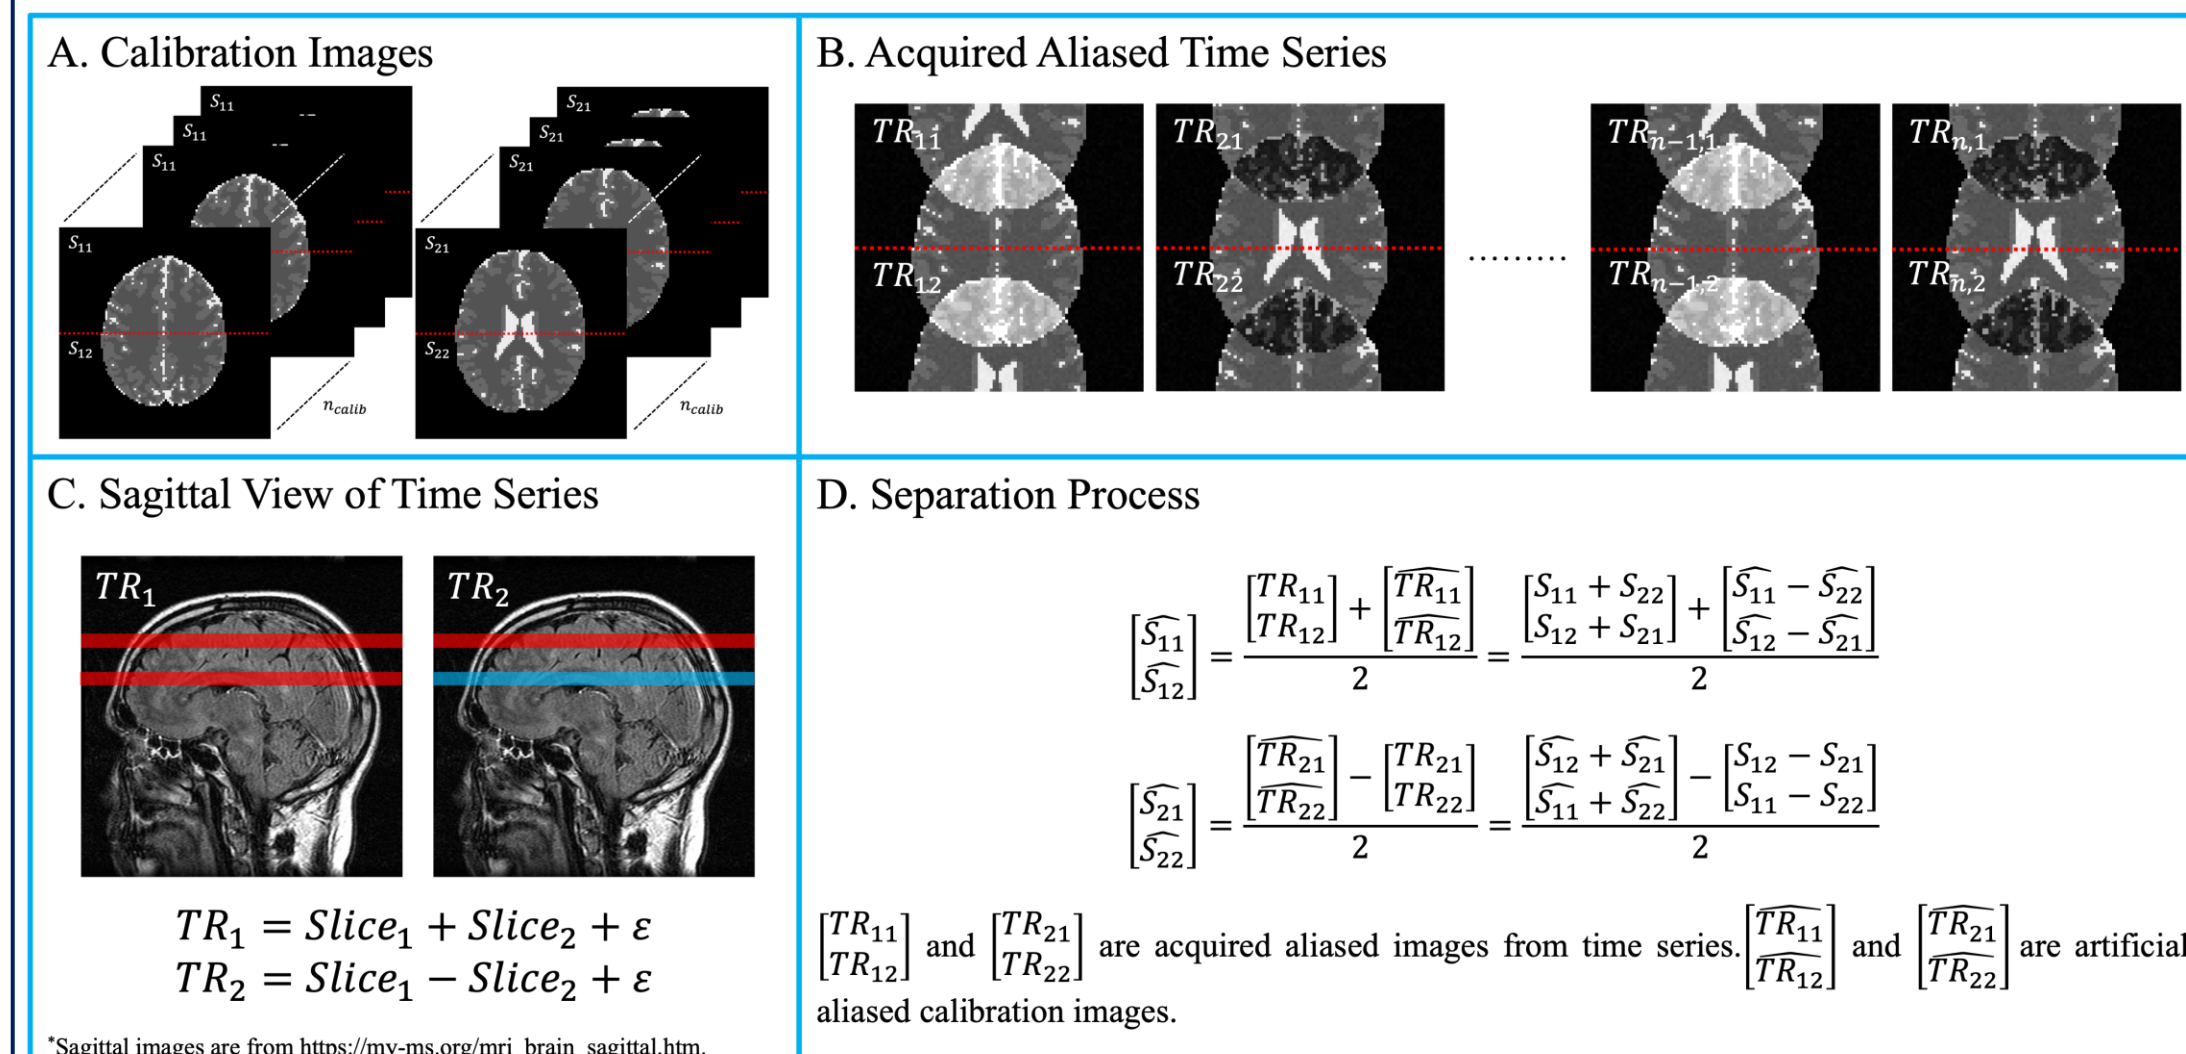 A. Calibration Images
S₁₁
S₁₁
S₁₁
S₁₁
S₁₂
n_calib
S₂₁
S₂₁
S₂₁
S₂₁
S₂₂
n_calib
B. Acquired Aliased Time Series
TR₁₁
TR₁₂
TR₂₁
TR₂₂
.........
TRₙ₋₁,₁
TRₙ₋₁,₂
TRₙ,₁
TRₙ,₂
C. Sagittal View of Time Series
TR₁
TR₂
TR₁ = Slice₁ + Slice₂ + ε
TR₂ = Slice₁ − Slice₂ + ε
*Sagittal images are from https://my-ms.org/mri_brain_sagittal.htm.
D. Separation Process
[Ŝ₁₁; Ŝ₁₂] = ([TR₁₁; TR₁₂] + [T̂R₁₁; T̂R₁₂]) / 2 = ([S₁₁ + S₂₂; S₁₂ + S₂₁] + [Ŝ₁₁ − Ŝ₂₂; Ŝ₁₂ − Ŝ₂₁]) / 2
[Ŝ₂₁; Ŝ₂₂] = ([T̂R₂₁; T̂R₂₂] − [TR₂₁; TR₂₂]) / 2 = ([Ŝ₁₂ + Ŝ₂₁; Ŝ₁₁ + Ŝ₂₂] − [S₁₂ − S₂₁; S₁₁ − S₂₂]) / 2
[TR₁₁; TR₁₂] and [TR₂₁; TR₂₂] are acquired aliased images from time series. [T̂R₁₁; T̂R₁₂] and [T̂R₂₁; T̂R₂₂] are artificial
aliased calibration images.